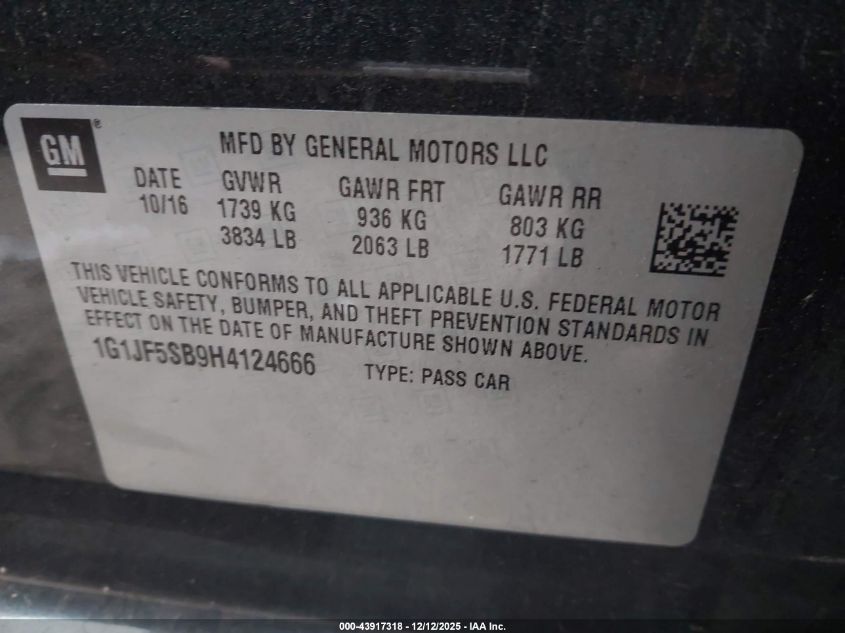 GM®
MFD BY GENERAL MOTORS LLC
DATE GVWR GAWR FRT GAWR RR
10/16 1739 KG 936 KG 803 KG
3834 LB 2063 LB 1771 LB
THIS VEHICLE CONFORMS TO ALL APPLICABLE U.S. FEDERAL MOTOR
VEHICLE SAFETY, BUMPER, AND THEFT PREVENTION STANDARDS IN
EFFECT ON THE DATE OF MANUFACTURE SHOWN ABOVE.
1G1JF5SB9H4124666 TYPE: PASS CAR
000-43917318 - 12/12/2025 - IAA Inc.